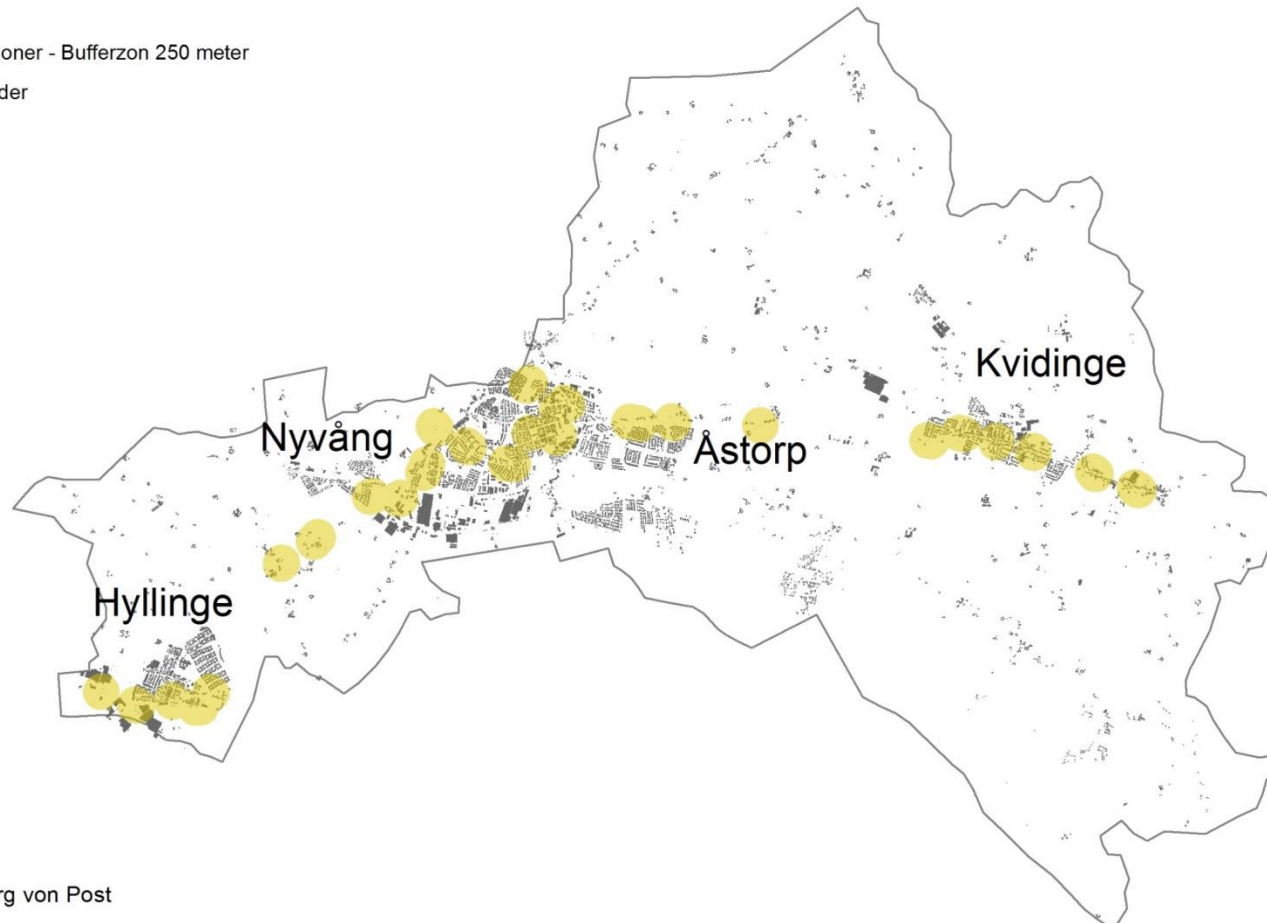 oner - Bufferzon 250 meter
der
Kvidinge
Nyvång
Åstorp
Hyllinge
rg von Post